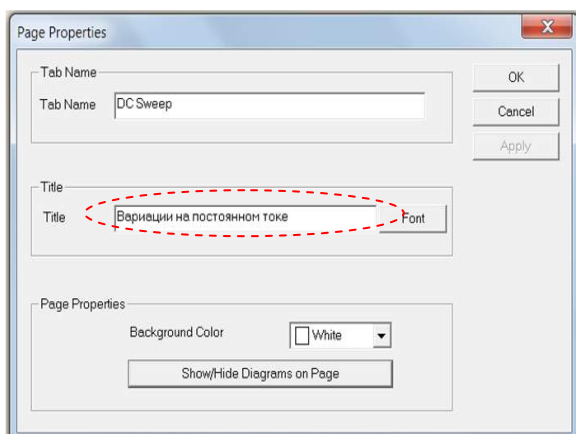 Page Properties
Tab Name
OK
Tab Name DC Sweep
Cancel
Apply
Title
Title Вариации на постоянном токе Font
Page Properties
Background Color White
Show/Hide Diagrams on Page